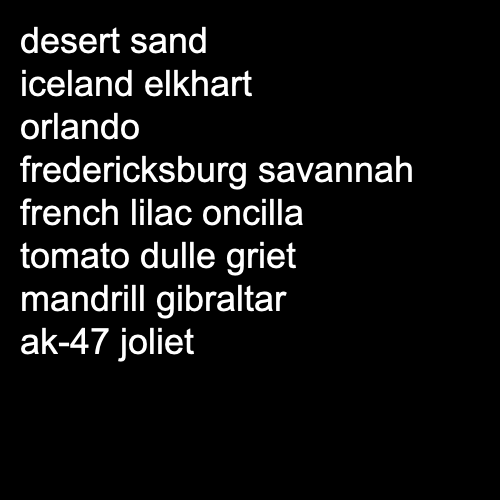 desert sand
iceland elkhart
orlando
fredericksburg savannah
french lilac oncilla
tomato dulle griet
mandrill gibraltar
ak-47 joliet